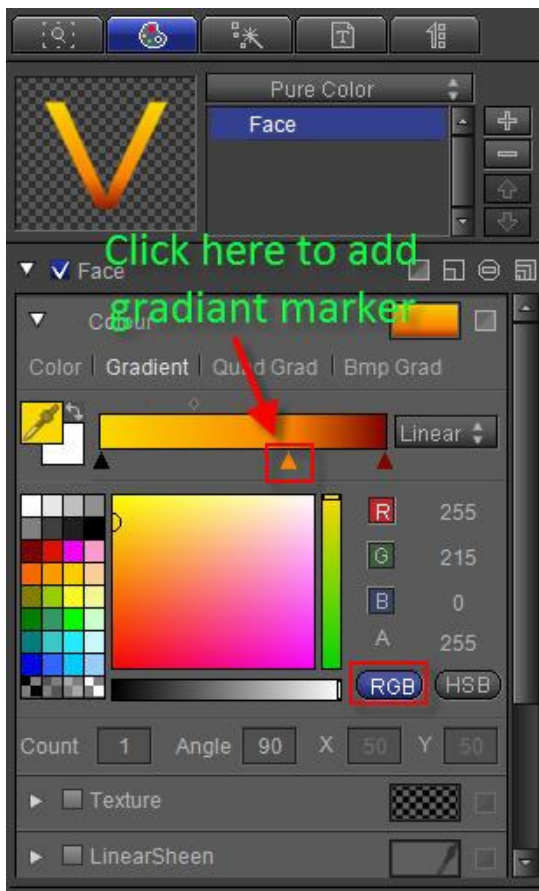 T
Pure Color
Face
Click here to add
gradiant marker
Face
Colour
Color | Gradient | Quad Grad | Bmp Grad
Linear
R 255
G 215
B 0
A 255
RGB HSB
Count 1 Angle 90 X 50 Y 50
Texture
LinearSheen